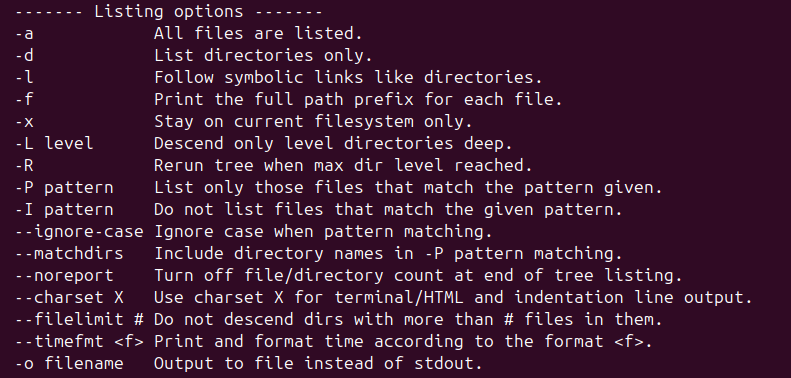 ------- Listing options -------
-a            All files are listed.
-d            List directories only.
-l            Follow symbolic links like directories.
-f            Print the full path prefix for each file.
-x            Stay on current filesystem only.
-L level      Descend only level directories deep.
-R            Rerun tree when max dir level reached.
-P pattern    List only those files that match the pattern given.
-I pattern    Do not list files that match the given pattern.
--ignore-case Ignore case when pattern matching.
--matchdirs   Include directory names in -P pattern matching.
--noreport    Turn off file/directory count at end of tree listing.
--charset X   Use charset X for terminal/HTML and indentation line output.
--filelimit # Do not descend dirs with more than # files in them.
--timefmt <f> Print and format time according to the format <f>.
-o filename   Output to file instead of stdout.